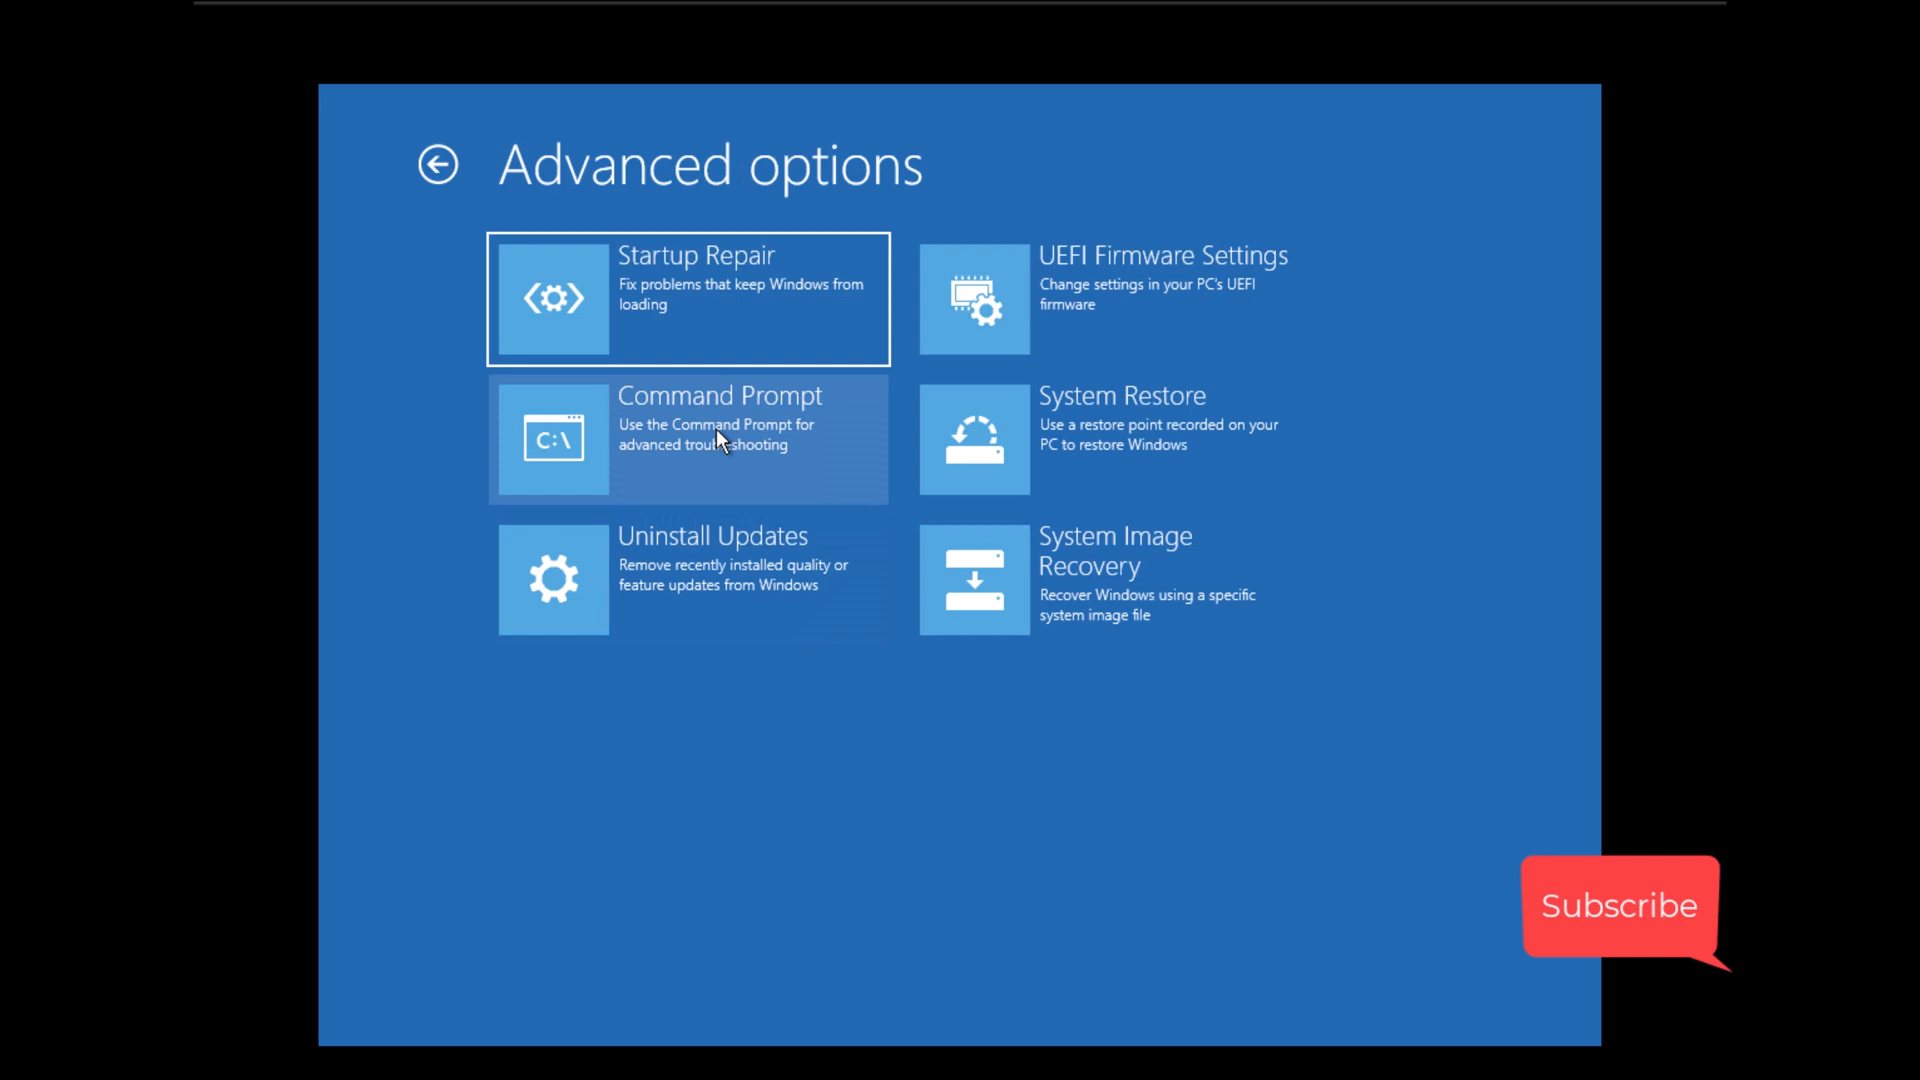 Advanced options
Startup Repair
Fix problems that keep Windows from
loading
UEFI Firmware Settings
Change settings in your PC's UEFI
firmware
Command Prompt
Use the Command Prompt for
advanced troubleshooting
C:\
System Restore
Use a restore point recorded on your
PC to restore Windows
Uninstall Updates
Remove recently installed quality or
feature updates from Windows
System Image
Recovery
Recover Windows using a specific
system image file
Subscribe